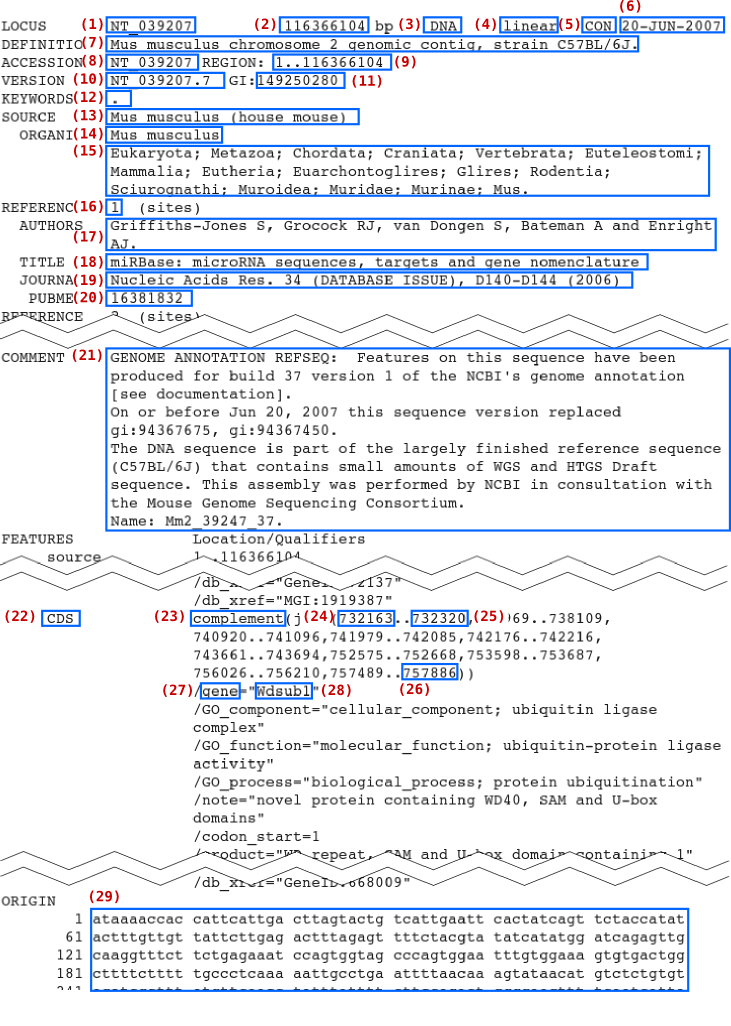 (6)
LOCUS (1) NT_039207 (2) 116366104 bp (3) DNA (4) linear (5) CON 20-JUN-2007
DEFINITIO (7) Mus musculus chromosome 2 genomic contig, strain C57BL/6J.
ACCESSION (8) NT_039207 REGION: 1..116366104 (9)
VERSION (10) NT_039207.7 GI:149250280 (11)
KEYWORDS (12) .
SOURCE (13) Mus musculus (house mouse)
ORGANI (14) Mus musculus
(15) Eukaryota; Metazoa; Chordata; Craniata; Vertebrata; Euteleostomi;
Mammalia; Eutheria; Euarchontoglires; Glires; Rodentia;
Sciurognathi; Muroidea; Muridae; Murinae; Mus.
REFERENC (16) 1 (sites)
AUTHORS (17) Griffiths-Jones S, Grocock RJ, van Dongen S, Bateman A and Enright
AJ.
TITLE (18) miRBase: microRNA sequences, targets and gene nomenclature
JOURNA (19) Nucleic Acids Res. 34 (DATABASE ISSUE), D140-D144 (2006)
PUBME (20) 16381832
REFERENCE 2 (sites)
COMMENT (21) GENOME ANNOTATION REFSEQ: Features on this sequence have been
produced for build 37 version 1 of the NCBI's genome annotation
[see documentation].
On or before Jun 20, 2007 this sequence version replaced
gi:94367675, gi:94367450.
The DNA sequence is part of the largely finished reference sequence
(C57BL/6J) that contains small amounts of WGS and HTGS Draft
sequence. This assembly was performed by NCBI in consultation with
the Mouse Genome Sequencing Consortium.
Name: Mm2_39247_37.
FEATURES Location/Qualifiers
source 1..116366104
/db_xref="GeneI
/db_xref="MGI:1919387"
(22) CDS (23) complement(j (24) 732163..732320, (25) 69..738109,
740920..741096,741979..742085,742176..742216,
743661..743694,752575..752668,753598..753687,
756026..756210,757489..757886))
(27) /gene="Wdsub1" (28) (26)
/GO_component="cellular_component; ubiquitin ligase
complex"
/GO_function="molecular_function; ubiquitin-protein ligase
activity"
/GO_process="biological_process; protein ubiquitination"
/note="novel protein containing WD40, SAM and U-box
domains"
/codon_start=1
/product="WD repeat, SAM and U-box domain containing 1"
/db_xref="GeneID:668009"
ORIGIN (29)
1 ataaaaccac cattcattga cttagtactg tcattgaatt cactatcagt tctaccatat
61 actttgttgt tattcttgag actttagagt tttctacgta tatcatatgg atcagagttg
121 caaggtttct tctgagaaat ccagtggtag cccagtggaa tttgtggaaa gtgtgactgg
181 cttttctttt tgccctcaaa aattgcctga attttaacaa agtataacat gtctctgtgt